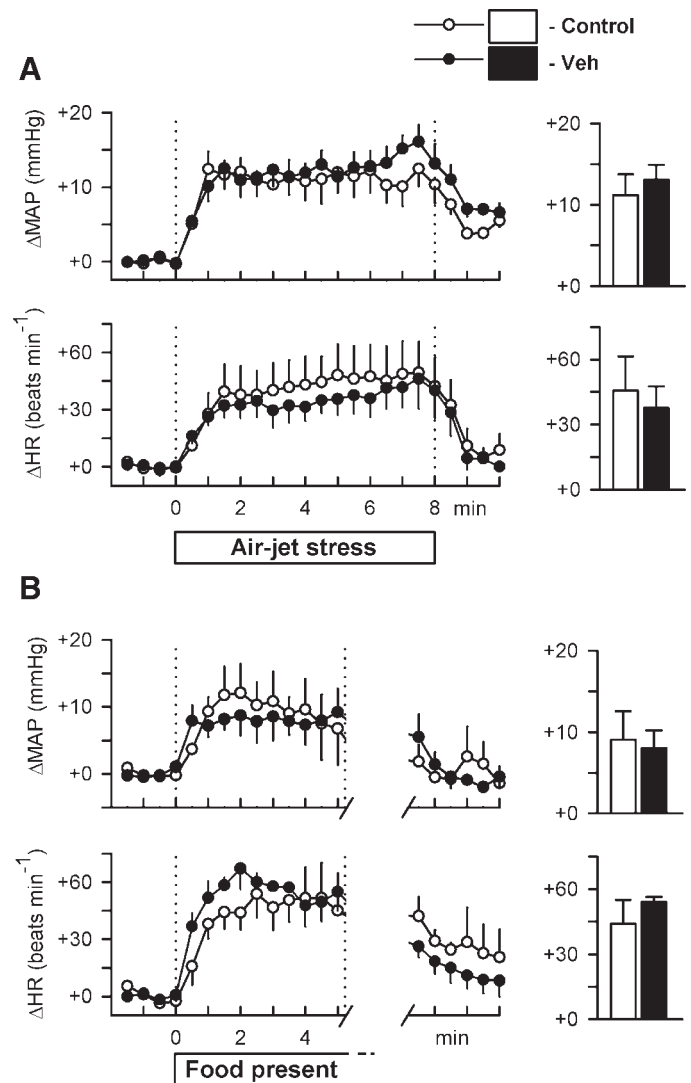 - Control
- Veh
A
ΔMAP (mmHg)
+20
+10
+0
+20
+10
+0
ΔHR (beats min⁻¹)
+60
+30
+0
+60
+30
+0
0 2 4 6 8 min
Air-jet stress
B
ΔMAP (mmHg)
+20
+10
+0
+20
+10
+0
ΔHR (beats min⁻¹)
+60
+30
+0
+60
+30
+0
0 2 4 min
Food present